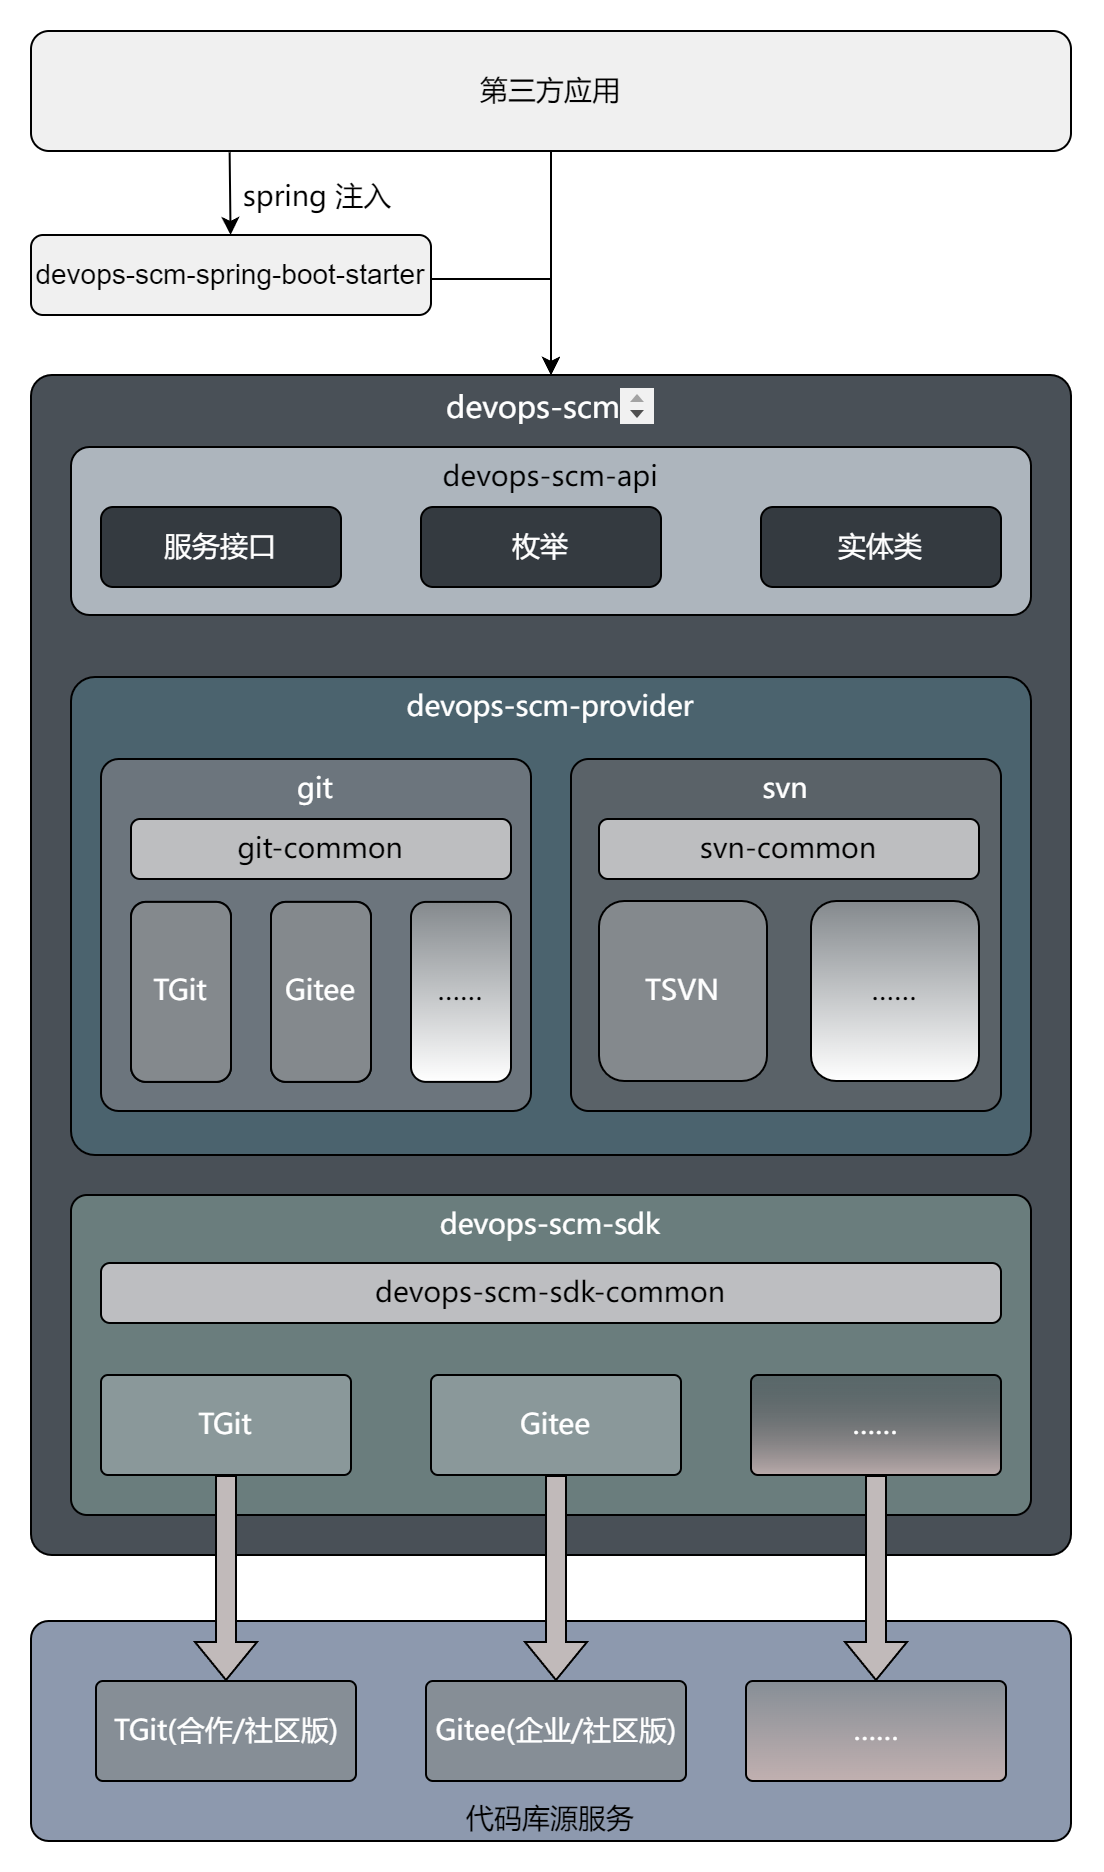 第三方应用
spring 注入
devops-scm-spring-boot-starter
devops-scm
devops-scm-api
服务接口
枚举
实体类
devops-scm-provider
git
svn
git-common
svn-common
TGit
Gitee
......
TSVN
......
devops-scm-sdk
devops-scm-sdk-common
TGit
Gitee
......
TGit(合作/社区版)
Gitee(企业/社区版)
......
代码库源服务